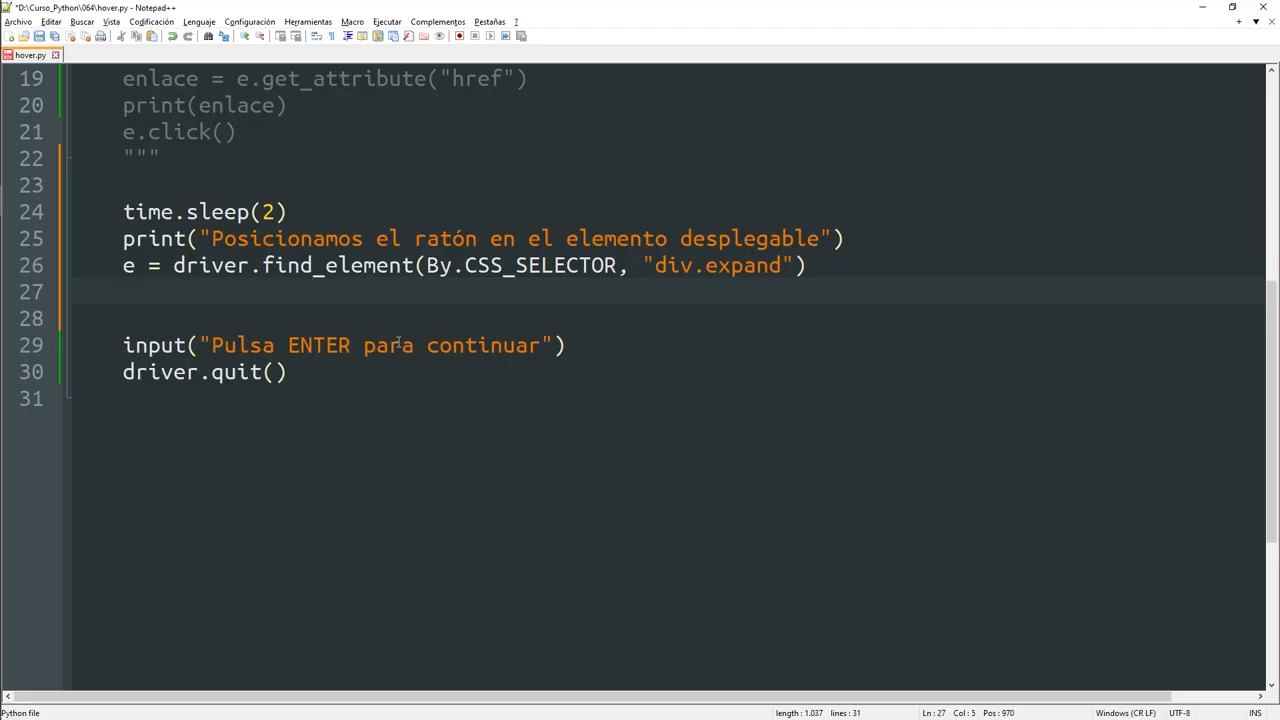 *D:\Curso_Python\064\hover.py - Notepad++
Archivo Editar Buscar Vista Codificación Lenguaje Configuración Herramientas Macro Ejecutar Complementos Pestañas ?
hover.py
19 enlace = e.get_attribute("href")
20 print(enlace)
21 e.click()
22 """
23
24 time.sleep(2)
25 print("Posicionamos el ratón en el elemento desplegable")
26 e = driver.find_element(By.CSS_SELECTOR, "div.expand")
27
28
29 input("Pulsa ENTER para continuar")
30 driver.quit()
31
Python file length : 1.037 lines : 31 Ln : 27 Col : 5 Pos : 970 Windows (CR LF) UTF-8 INS